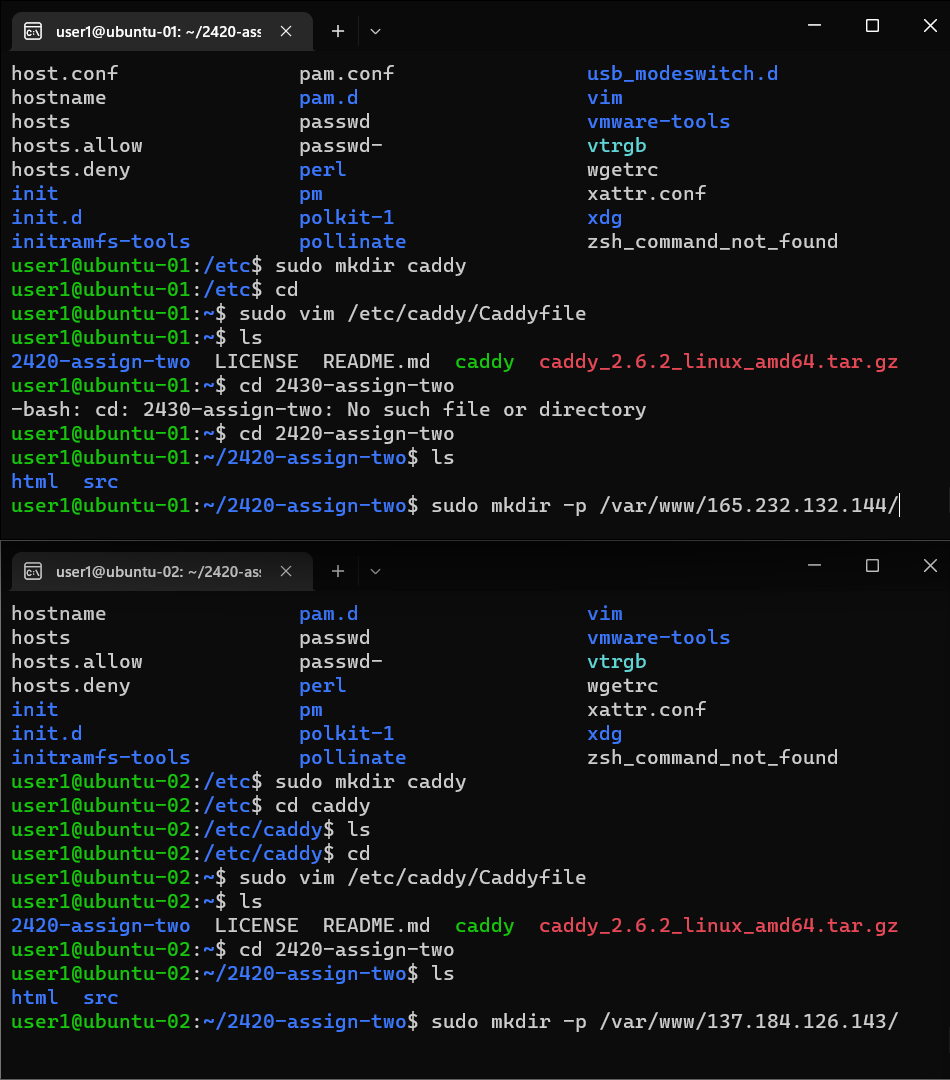 user1@ubuntu-01: ~/2420-ass
host.conf pam.conf usb_modeswitch.d
hostname pam.d vim
hosts passwd vmware-tools
hosts.allow passwd- vtrgb
hosts.deny perl wgetrc
init pm xattr.conf
init.d polkit-1 xdg
initramfs-tools pollinate zsh_command_not_found
user1@ubuntu-01:/etc$ sudo mkdir caddy
user1@ubuntu-01:/etc$ cd
user1@ubuntu-01:~$ sudo vim /etc/caddy/Caddyfile
user1@ubuntu-01:~$ ls
2420-assign-two LICENSE README.md caddy caddy_2.6.2_linux_amd64.tar.gz
user1@ubuntu-01:~$ cd 2430-assign-two
-bash: cd: 2430-assign-two: No such file or directory
user1@ubuntu-01:~$ cd 2420-assign-two
user1@ubuntu-01:~/2420-assign-two$ ls
html src
user1@ubuntu-01:~/2420-assign-two$ sudo mkdir -p /var/www/165.232.132.144/
user1@ubuntu-02: ~/2420-as
hostname pam.d vim
hosts passwd vmware-tools
hosts.allow passwd- vtrgb
hosts.deny perl wgetrc
init pm xattr.conf
init.d polkit-1 xdg
initramfs-tools pollinate zsh_command_not_found
user1@ubuntu-02:/etc$ sudo mkdir caddy
user1@ubuntu-02:/etc$ cd caddy
user1@ubuntu-02:/etc/caddy$ ls
user1@ubuntu-02:/etc/caddy$ cd
user1@ubuntu-02:~$ sudo vim /etc/caddy/Caddyfile
user1@ubuntu-02:~$ ls
2420-assign-two LICENSE README.md caddy caddy_2.6.2_linux_amd64.tar.gz
user1@ubuntu-02:~$ cd 2420-assign-two
user1@ubuntu-02:~/2420-assign-two$ ls
html src
user1@ubuntu-02:~/2420-assign-two$ sudo mkdir -p /var/www/137.184.126.143/